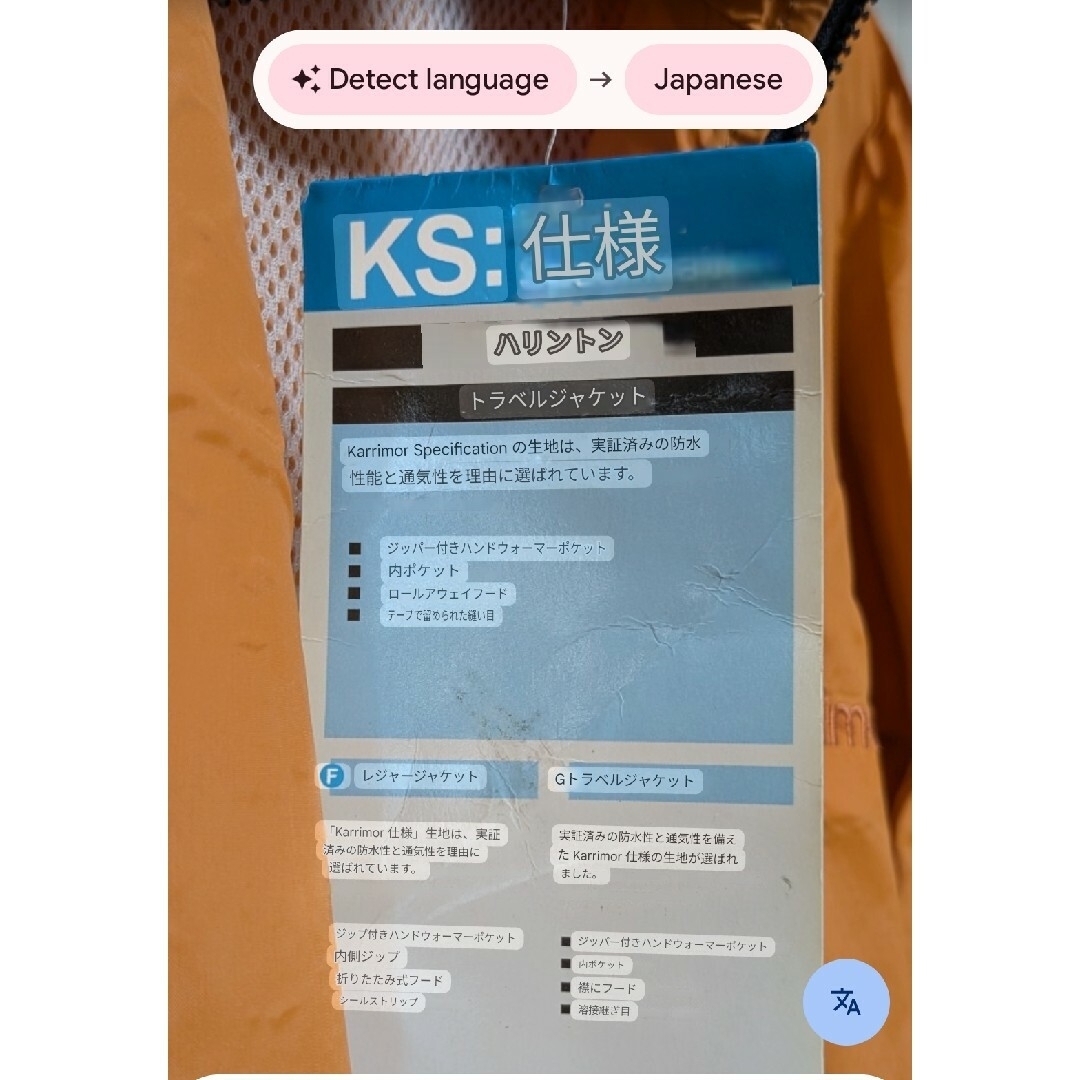 Detect language → Japanese
KS: 仕様
ハリントン
トラベルジャケット
Karrimor Specification の生地は、実証済みの防水
性能と通気性を理由に選ばれています。
■ ジッパー付きハンドウォーマーポケット
■ 内ポケット
■ ロールアウェイフード
■ テープで留められた縫い目
F レジャージャケット
「Karrimor 仕様」生地は、実証
済みの防水性と通気性を理由に
選ばれています。
ジップ付きハンドウォーマーポケット
内側ジップ
折りたたみ式フード
シールストリップ
Gトラベルジャケット
実証済みの防水性と通気性を備え
た Karrimor 仕様の生地が選ばれ
ました。
■ ジッパー付きハンドウォーマーポケット
■ 内ポケット
■ 襟にフード
■ 溶接継ぎ目